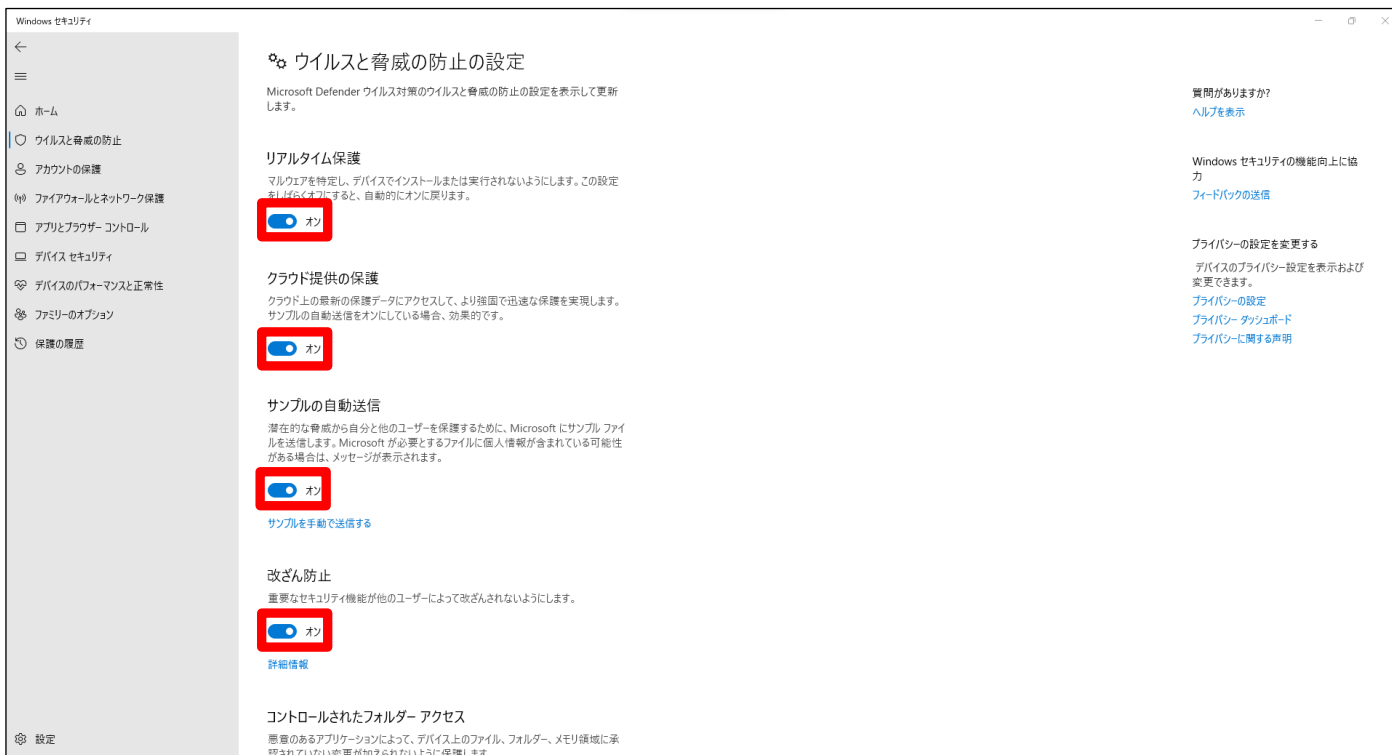 Windows セキュリティ
ホーム
ウイルスと脅威の防止
アカウントの保護
ファイアウォールとネットワーク保護
アプリとブラウザー コントロール
デバイス セキュリティ
デバイスのパフォーマンスと正常性
ファミリーのオプション
保護の履歴
設定
ウイルスと脅威の防止の設定
Microsoft Defender ウイルス対策のウイルスと脅威の防止の設定を表示して更新
します。
リアルタイム保護
マルウェアを特定し、デバイスでインストールまたは実行されないようにします。この設定
をしばらくオフにすると、自動的にオンに戻ります。
オン
クラウド提供の保護
クラウド上の最新の保護データにアクセスして、より強固で迅速な保護を実現します。
サンプルの自動送信をオンにしている場合、効果的です。
オン
サンプルの自動送信
潜在的な脅威から自分と他のユーザーを保護するために、Microsoft にサンプル ファイ
ルを送信します。Microsoft が必要とするファイルに個人情報が含まれている可能性
がある場合は、メッセージが表示されます。
オン
サンプルを手動で送信する
改ざん防止
重要なセキュリティ機能が他のユーザーによって改ざんされないようにします。
オン
詳細情報
コントロールされたフォルダー アクセス
悪意のあるアプリケーションによって、デバイス上のファイル、フォルダー、メモリ領域に承
認されていない変更が加えられないように保護します。
質問がありますか?
ヘルプを表示
Windows セキュリティの機能向上に協
力
フィードバックの送信
プライバシーの設定を変更する
デバイスのプライバシー設定を表示および
変更できます。
プライバシーの設定
プライバシー ダッシュボード
プライバシーに関する声明